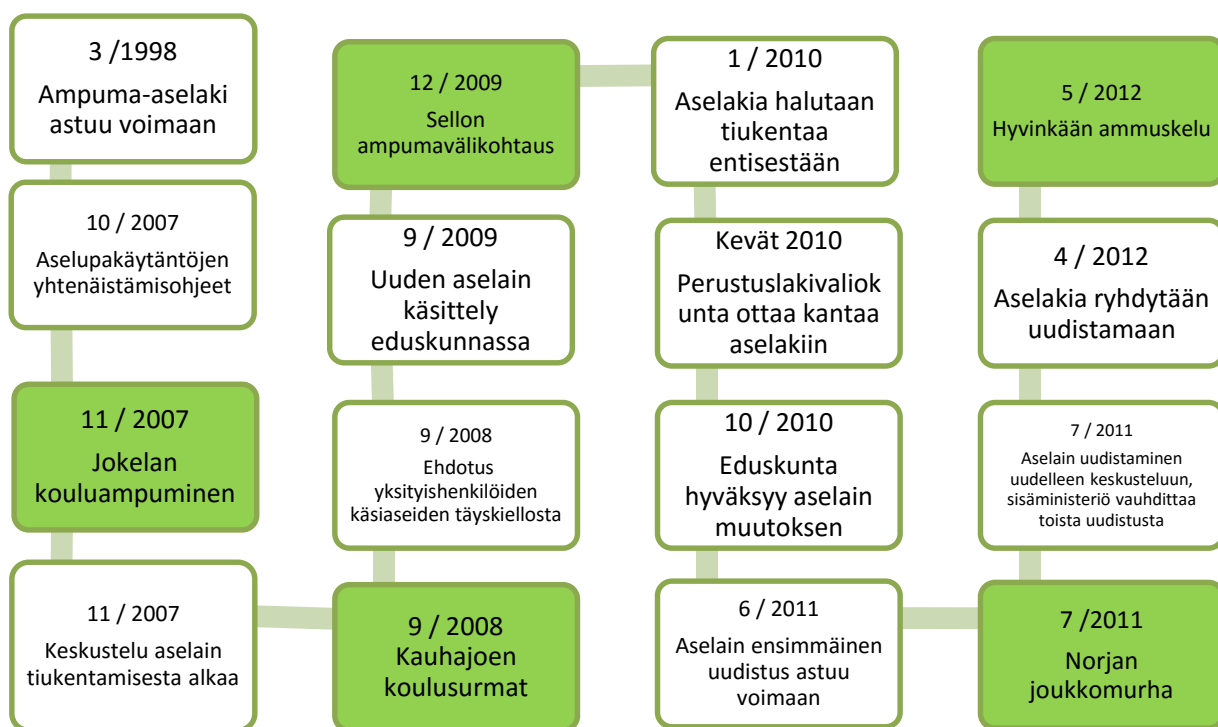 3 /1998
Ampuma-aselaki
astuu voimaan
10 / 2007
Aselupakäytäntöjen
yhtenäistämisohjeet
11 / 2007
Jokelan
kouluampuminen
11 / 2007
Keskustelu aselain
tiukentamisesta alkaa
9 / 2008
Kauhajoen
koulusurmat
9 / 2008
Ehdotus
yksityishenkilöiden
käsiaseiden täyskiellosta
9 / 2009
Uuden aselain
käsittely
eduskunnassa
12 / 2009
Sellon
ampumavälikohtaus
1 / 2010
Aselakia halutaan
tiukentaa
entisestään
Kevät 2010
Perustuslakivaliok
unta ottaa kantaa
aselakiin
10 / 2010
Eduskunta
hyväksyy aselain
muutoksen
6 / 2011
Aselain ensimmäinen
uudistus astuu
voimaan
7 /2011
Norjan
joukkomurha
7 / 2011
Aselain uudistaminen
uudelleen keskusteluun,
sisäministeriö vauhdittaa
toista uudistusta
4 / 2012
Aselakia ryhdytään
uudistamaan
5 / 2012
Hyvinkään ammuskelu